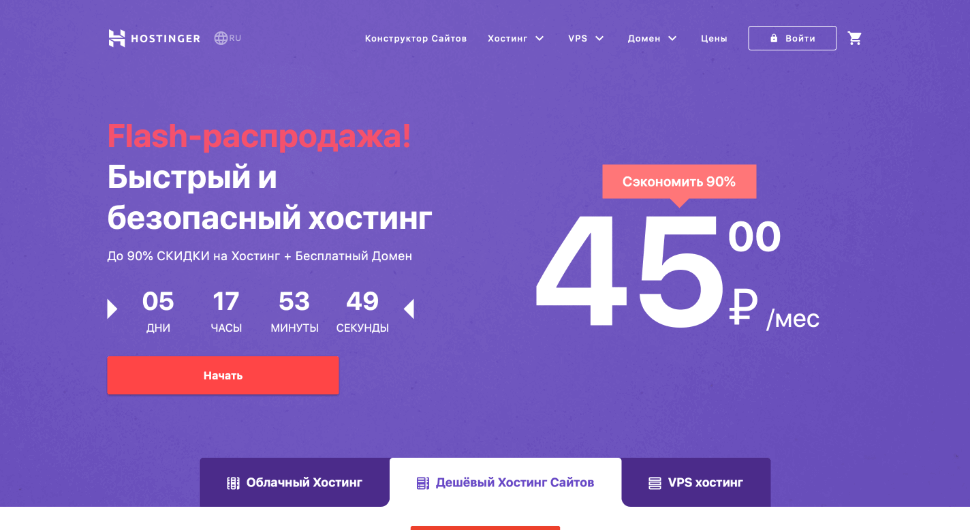 HOSTINGER RU Конструктор Сайтов Хостинг VPS Домен Цены Войти
Flash-распродажа!
Быстрый и
безопасный хостинг
До 90% СКИДКИ на Хостинг + Бесплатный Домен
05 17 53 49
ДНИ ЧАСЫ МИНУТЫ СЕКУНДЫ
Начать
Сэкономить 90%
45 00
₽ /мес
Облачный Хостинг Дешёвый Хостинг Сайтов VPS хостинг